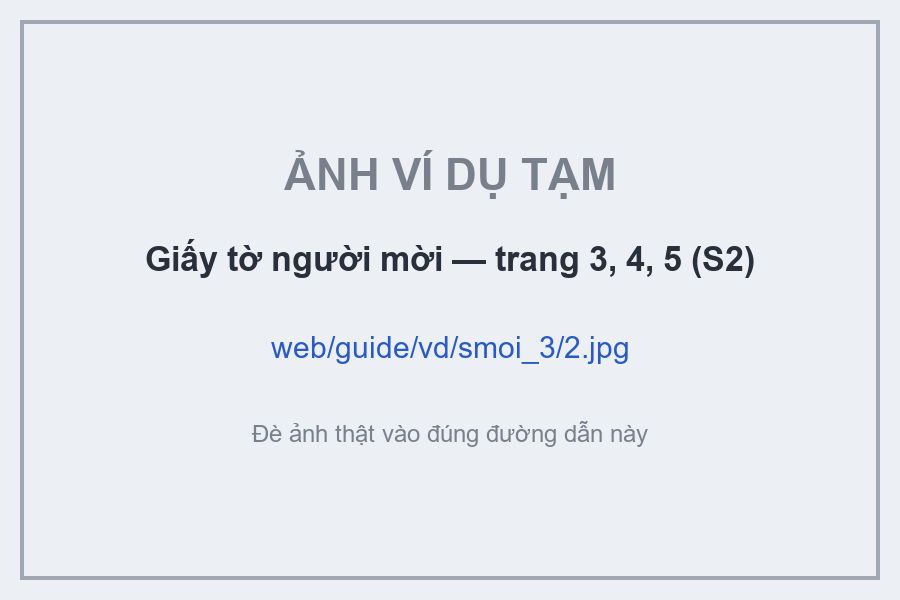 ẢNH VÍ DỤ TẠM
Giấy tờ người mời — trang 3, 4, 5 (S2)
web/guide/vd/smoi_3/2.jpg
Đè ảnh thật vào đúng đường dẫn này